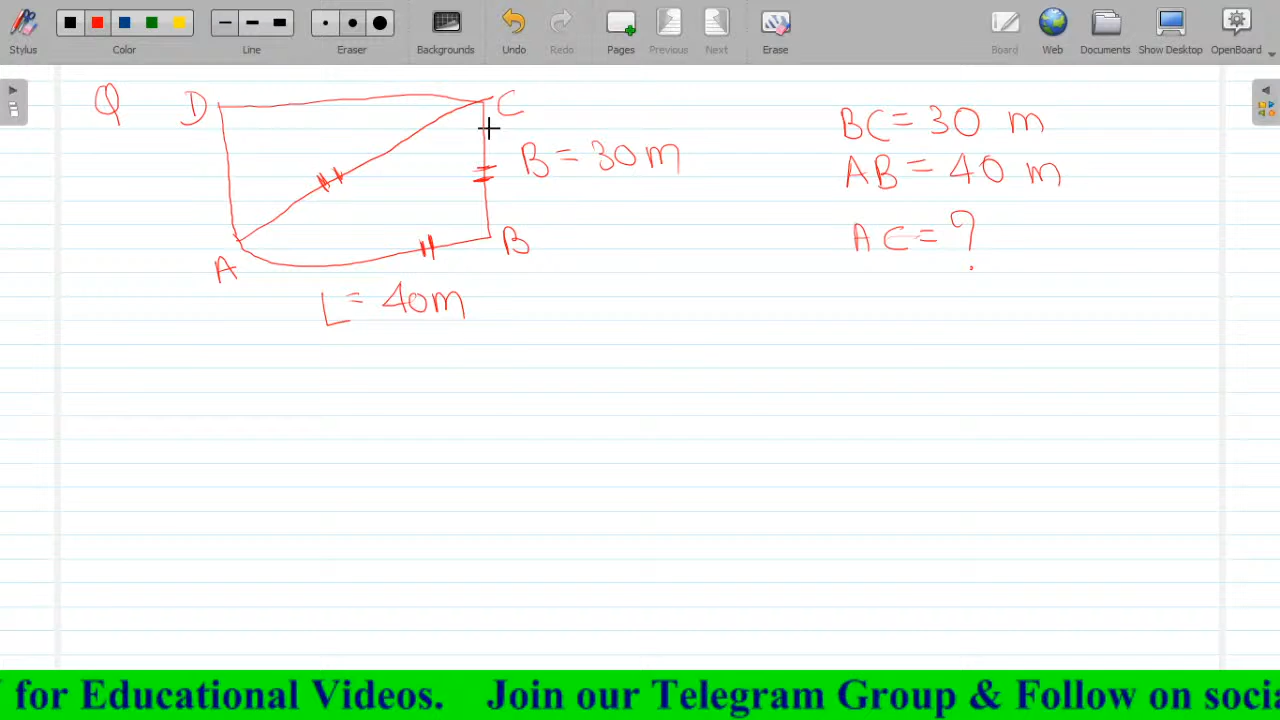 Stylus
Color
Line
Eraser
Backgrounds
Undo
Redo
Pages
Previous
Next
Erase
Board
Web
Documents
Show Desktop
OpenBoard
Q
D
C
B = 30 m
A
B
L = 40m
BC = 30 m
AB = 40 m
AC = ?
for Educational Videos. Join our Telegram Group & Follow on